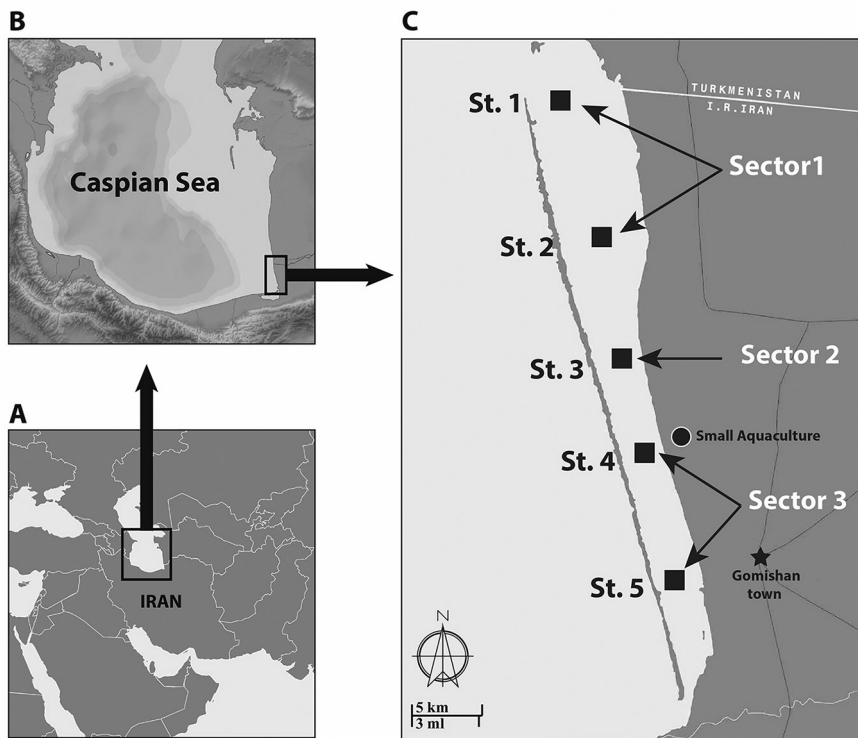 B
Caspian Sea
A
IRAN
C
TURKMENISTAN
I.R.IRAN
St. 1
Sector1
St. 2
St. 3
Sector 2
Small Aquaculture
St. 4
Sector 3
St. 5
Gomishan
town
N
5 km
3 ml